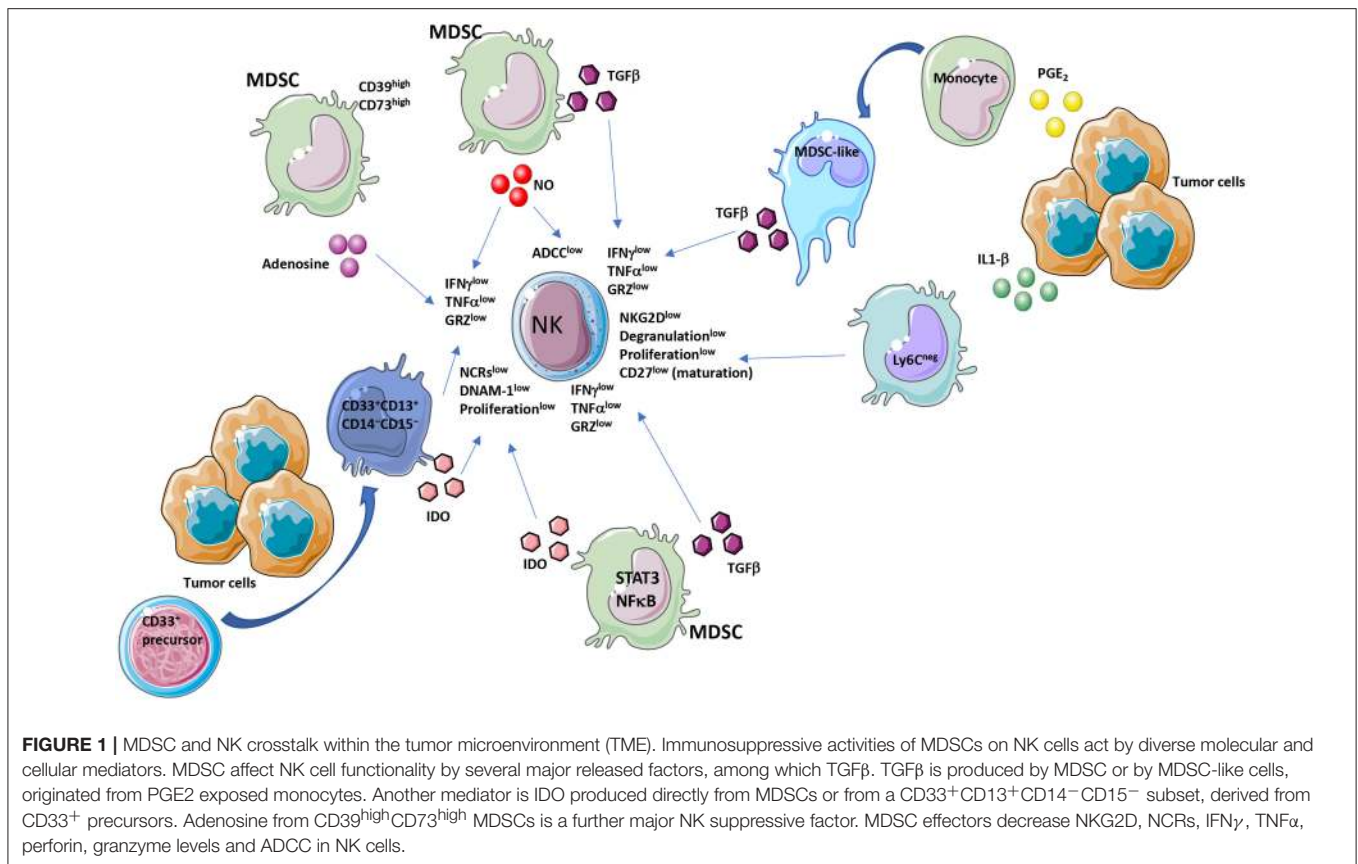 MDSC
TGFβ
MDSC
CD39high
CD73high
NO
Adenosine
ADCClow
IFNγlow
TNFαlow
GRZlow
IFNγlow
TNFαlow
GRZlow
Monocyte
PGE₂
MDSC-like
TGFβ
Tumor cells
IL1-β
NK
NKG2Dlow
Degranulationlow
Proliferationlow
CD27low (maturation)
Ly6Cneg
NCRslow
DNAM-1low
Proliferationlow
IFNγlow
TNFαlow
GRZlow
CD33⁺CD13⁺
CD14⁻CD15⁻
IDO
Tumor cells
CD33⁺
precursor
IDO
STAT3
NFκB
TGFβ
MDSC
FIGURE 1 | MDSC and NK crosstalk within the tumor microenvironment (TME). Immunosuppressive activities of MDSCs on NK cells act by diverse molecular and
cellular mediators. MDSC affect NK cell functionality by several major released factors, among which TGFβ. TGFβ is produced by MDSC or by MDSC-like cells,
originated from PGE2 exposed monocytes. Another mediator is IDO produced directly from MDSCs or from a CD33⁺CD13⁺CD14⁻CD15⁻ subset, derived from
CD33⁺ precursors. Adenosine from CD39highCD73high MDSCs is a further major NK suppressive factor. MDSC effectors decrease NKG2D, NCRs, IFNγ, TNFα,
perforin, granzyme levels and ADCC in NK cells.